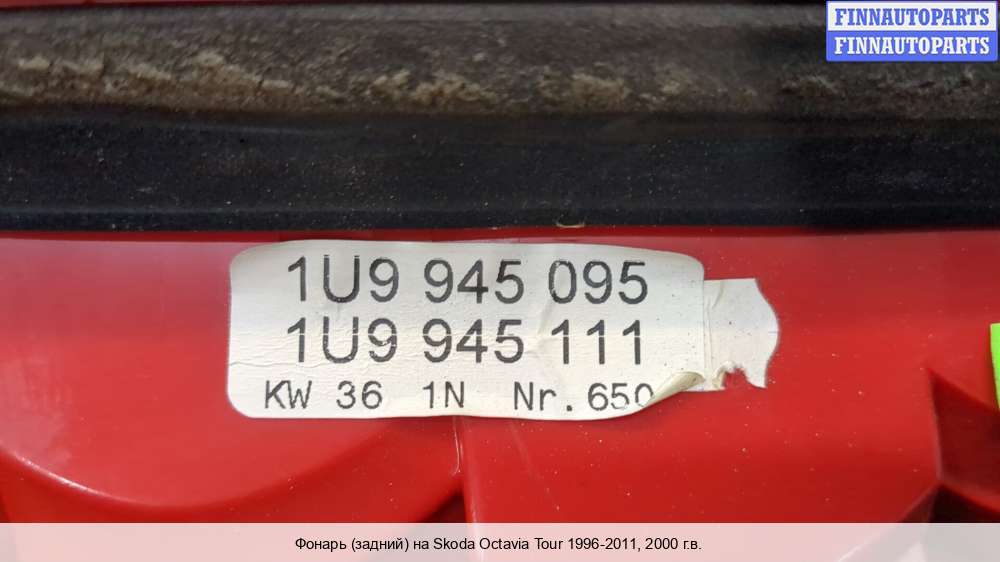 FINNAUTOPARTS
FINNAUTOPARTS
1U9 945 095
1U9 945 111
KW 36 1N Nr. 650
Фонарь (задний) на Skoda Octavia Tour 1996-2011, 2000 г.в.